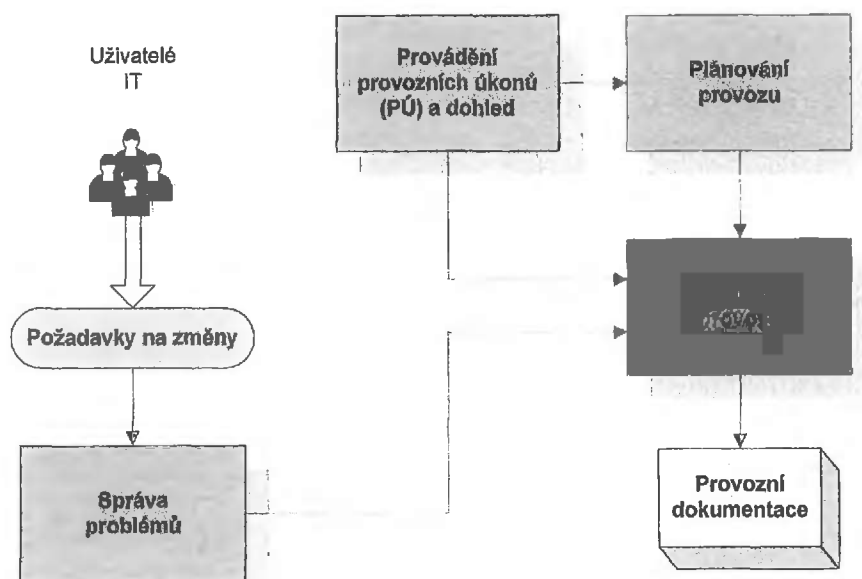 Uživatelé
IT
Provádění
provozních úkonů
(PÚ) a dohled
Plánování
provozu
Požadavky na změny
Správa
problémů
Provozní
dokumentace